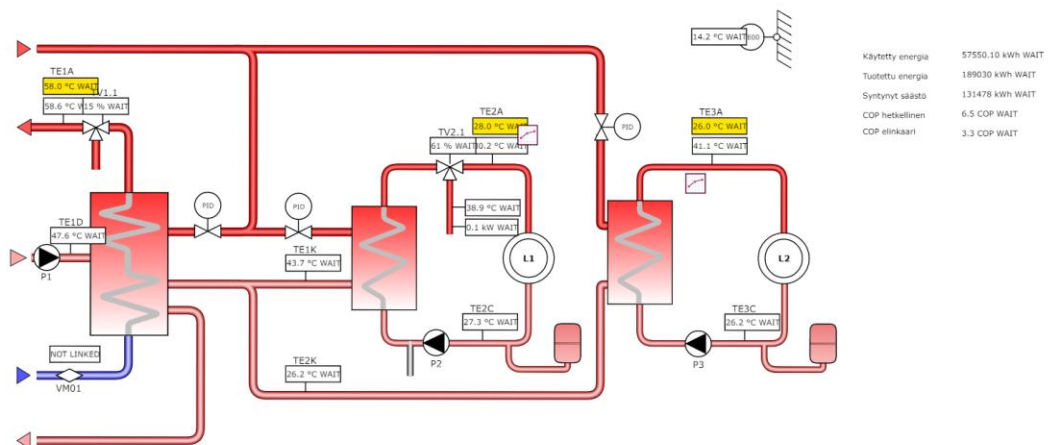 14.2 °C WAIT
Käytetty energia 57550.10 kWh WAIT
Tuotettu energia 189030 kWh WAIT
Syntynyt säästö 131478 kWh WAIT
COP hetkellinen 6.5 COP WAIT
COP elinkaari 3.3 COP WAIT
TE1A
58.0 °C WAIT
TV1.1
58.6 °C 15 % WAIT
TE2A
28.0 °C WAIT
TV2.1
61 % WAIT 0.2 °C WAIT
TE3A
26.0 °C WAIT
41.1 °C WAIT
PID
PID
PID
38.9 °C WAIT
0.1 kW WAIT
TE1D
47.6 °C WAIT
P1
TE1K
43.7 °C WAIT
L1
L2
TE2C
27.3 °C WAIT
P2
TE3C
26.2 °C WAIT
P3
NOT LINKED
VM01
TE2K
26.2 °C WAIT